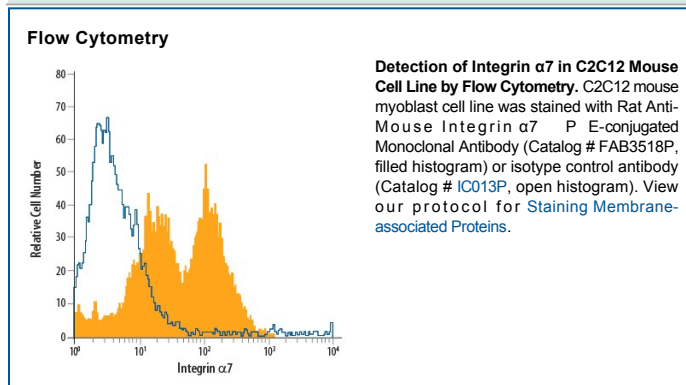 Flow Cytometry
80
70
60
50
40
30
20
10
0
Relative Cell Number
10⁰ 10¹ 10² 10³ 10⁴
Integrin α7
Detection of Integrin α7 in C2C12 Mouse
Cell Line by Flow Cytometry. C2C12 mouse
myoblast cell line was stained with Rat Anti-
Mouse Integrin α7 P E-conjugated
Monoclonal Antibody (Catalog # FAB3518P,
filled histogram) or isotype control antibody
(Catalog # IC013P, open histogram). View
our protocol for Staining Membrane-
associated Proteins.